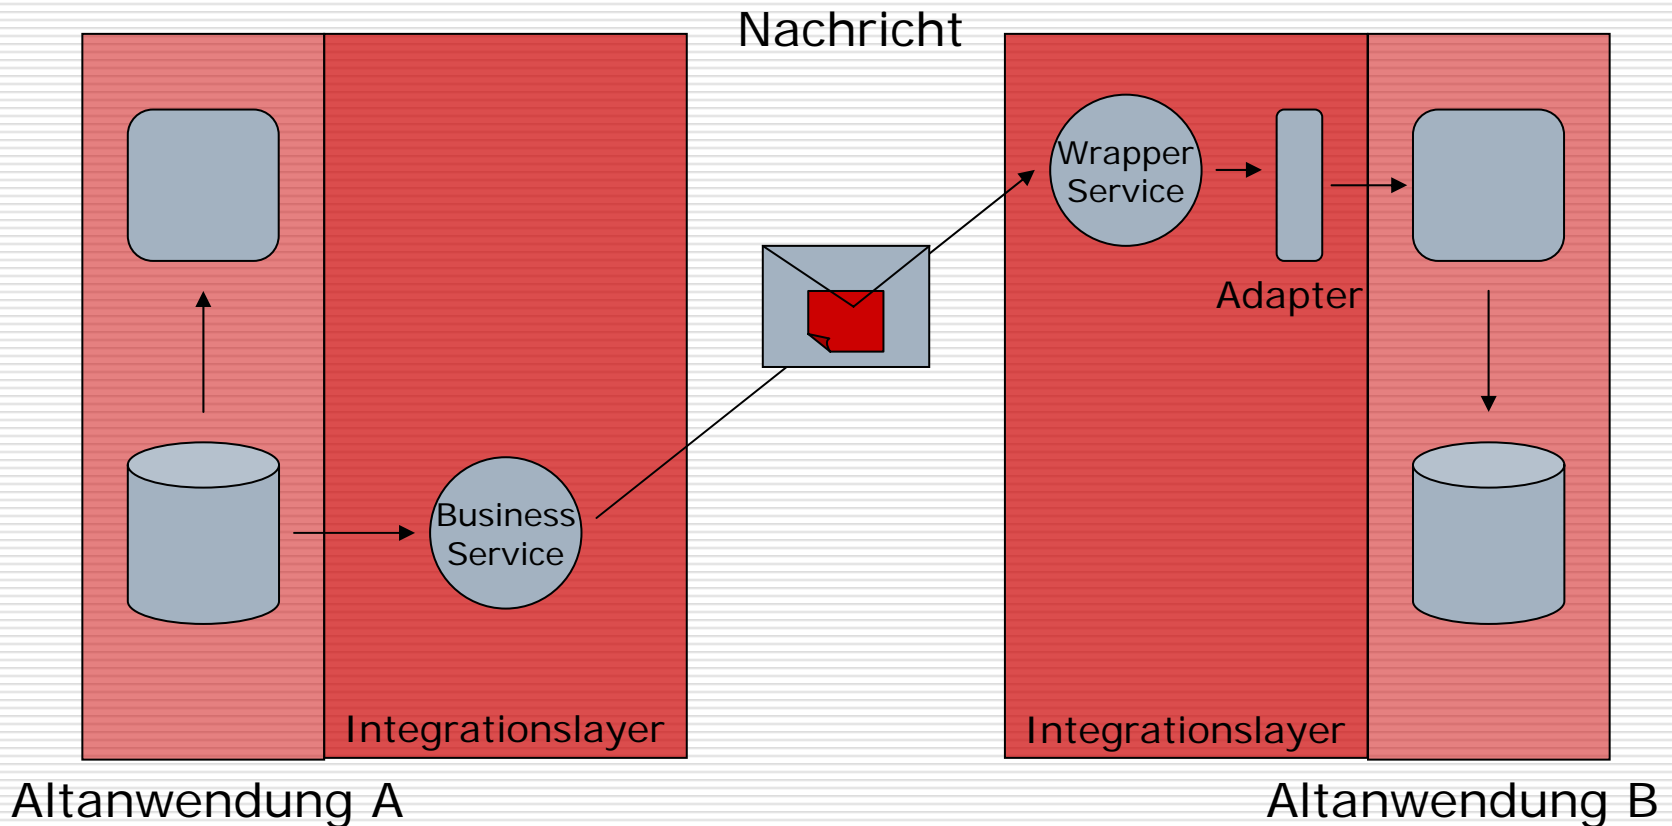 Nachricht
Wrapper
Service
Adapter
Business
Service
Integrationslayer
Integrationslayer
Altanwendung A
Altanwendung B